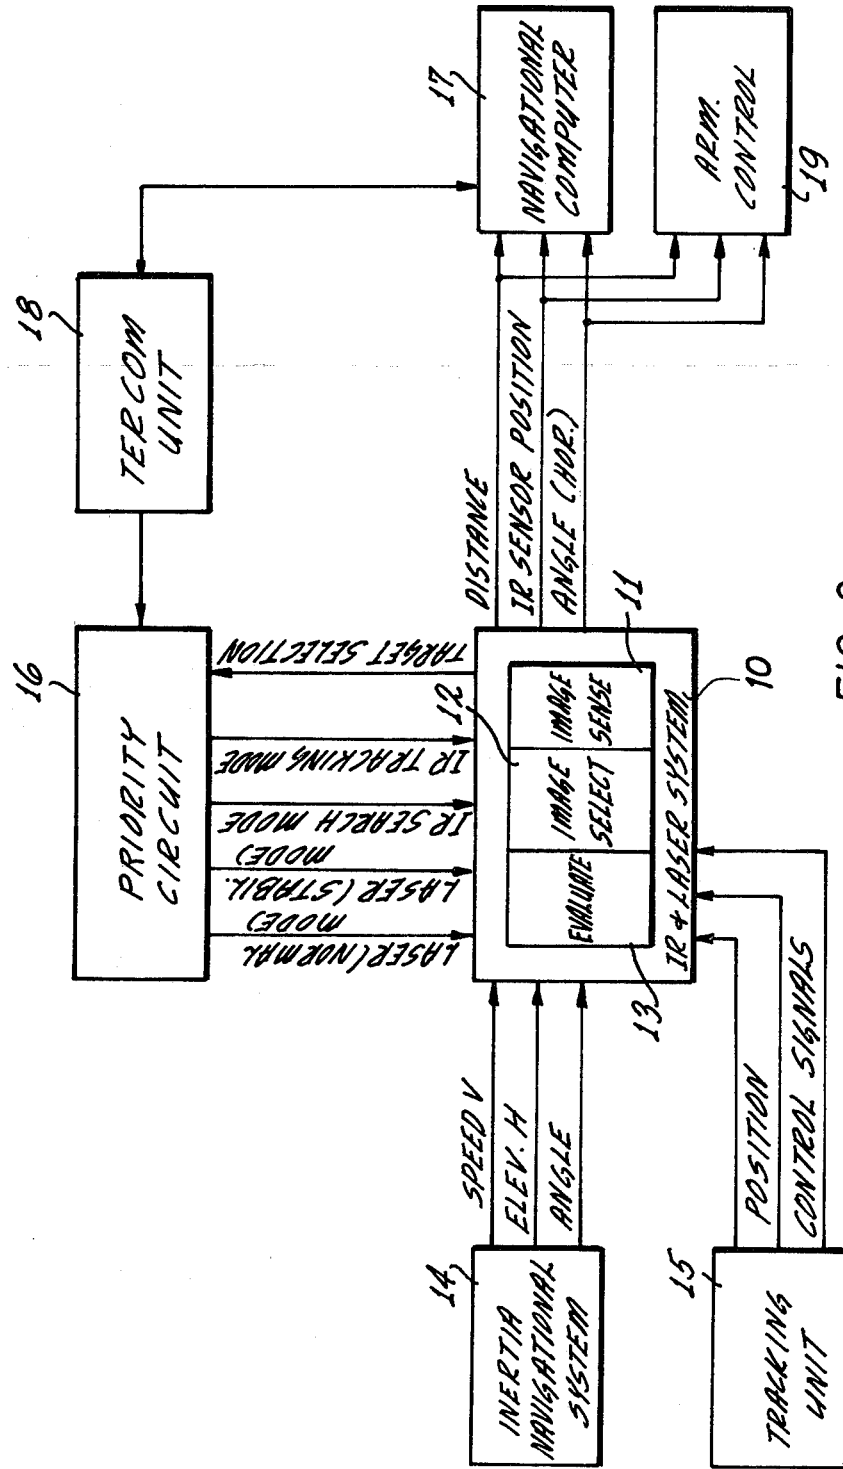 16
PRIORITY
CIRCUIT
18
TERCOM
UNIT
17
NAVIGATIONAL
COMPUTER
ARM.
CONTROL
19
LASER (NORMAL
MODE)
LASER (STABIL.
MODE)
IR SEARCH MODE
IR TRACKING MODE
TARGET SELECTION
DISTANCE
IR SENSOR POSITION
ANGLE (HOR.)
12
11
EVALUATE
IMAGE
SELECT
IMAGE
SENSE
13
IR & LASER SYSTEM.
10
SPEED V
ELEV. H
ANGLE
14
INERTIA
NAVIGATIONAL
SYSTEM
15
TRACKING
UNIT
POSITION
CONTROL SIGNALS